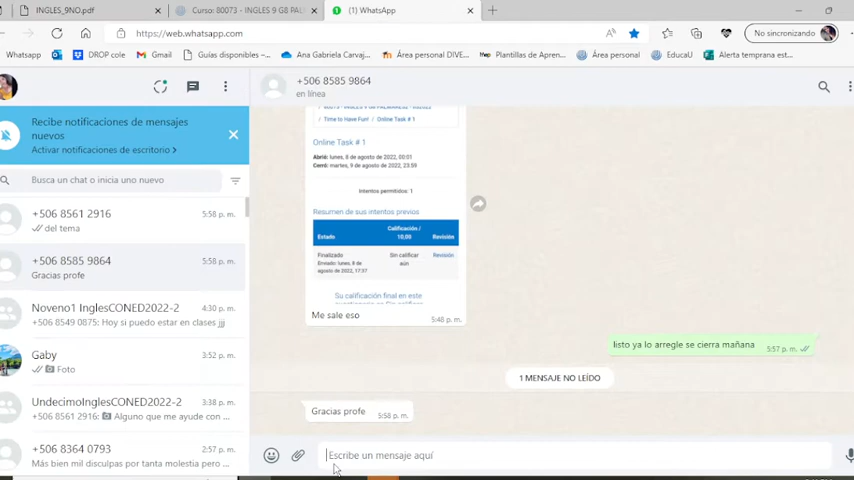 INGLES_9NO.pdf
Curso: 80073 - INGLES 9 G8 PAL
(1) WhatsApp
https://web.whatsapp.com
No sincronizando
Whatsapp
DROP cole
Gmail
Guías disponibles –...
Ana Gabriela Carvaj...
Área personal DIVE...
Plantillas de Apren...
Área personal
EducaU
Alerta temprana est...
+506 8585 9864
en línea
Recibe notificaciones de mensajes
nuevos
Activar notificaciones de escritorio >
Busca un chat o inicia uno nuevo
+506 8561 2916
5:58 p. m.
del tema
+506 8585 9864
5:58 p. m.
Gracias profe
Noveno1 InglesCONED2022-2
4:30 p. m.
+506 8549 0875: Hoy si puedo estar en clases jjj
Gaby
3:52 p. m.
Foto
UndecimoInglesCONED2022-2
3:38 p. m.
+506 8561 2916: Alguno que me ayude con ...
+506 8364 0793
2:57 p. m.
Más bien mil disculpas por tanta molestia pero ...
/ Time to Have Fun! / Online Task # 1
Online Task # 1
Abrió: lunes, 8 de agosto de 2022, 00:01
Cerró: martes, 9 de agosto de 2022, 23:59
Intentos permitidos: 1
Resumen de sus intentos previos
Estado
Calificación /
10,00
Revisión
Finalizado
Enviado: lunes, 8 de
agosto de 2022, 17:07
Sin calificar
aún
Revisión
Su calificación final en este
Me sale eso
5:48 p. m.
listo ya lo arregle se cierra mañana
5:57 p. m.
1 MENSAJE NO LEÍDO
Gracias profe
5:58 p. m.
Escribe un mensaje aquí